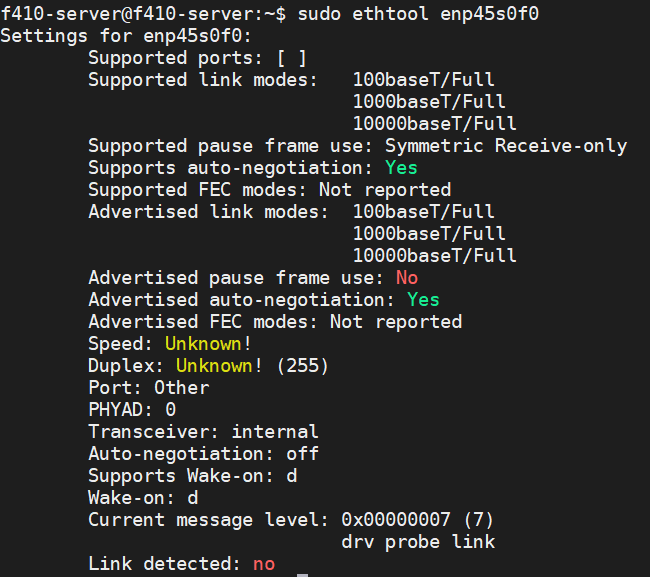 f410-server@f410-server:~$ sudo ethtool enp45s0f0
Settings for enp45s0f0:
Supported ports: [ ]
Supported link modes: 100baseT/Full
1000baseT/Full
10000baseT/Full
Supported pause frame use: Symmetric Receive-only
Supports auto-negotiation: Yes
Supported FEC modes: Not reported
Advertised link modes: 100baseT/Full
1000baseT/Full
10000baseT/Full
Advertised pause frame use: No
Advertised auto-negotiation: Yes
Advertised FEC modes: Not reported
Speed: Unknown!
Duplex: Unknown! (255)
Port: Other
PHYAD: 0
Transceiver: internal
Auto-negotiation: off
Supports Wake-on: d
Wake-on: d
Current message level: 0x00000007 (7)
drv probe link
Link detected: no